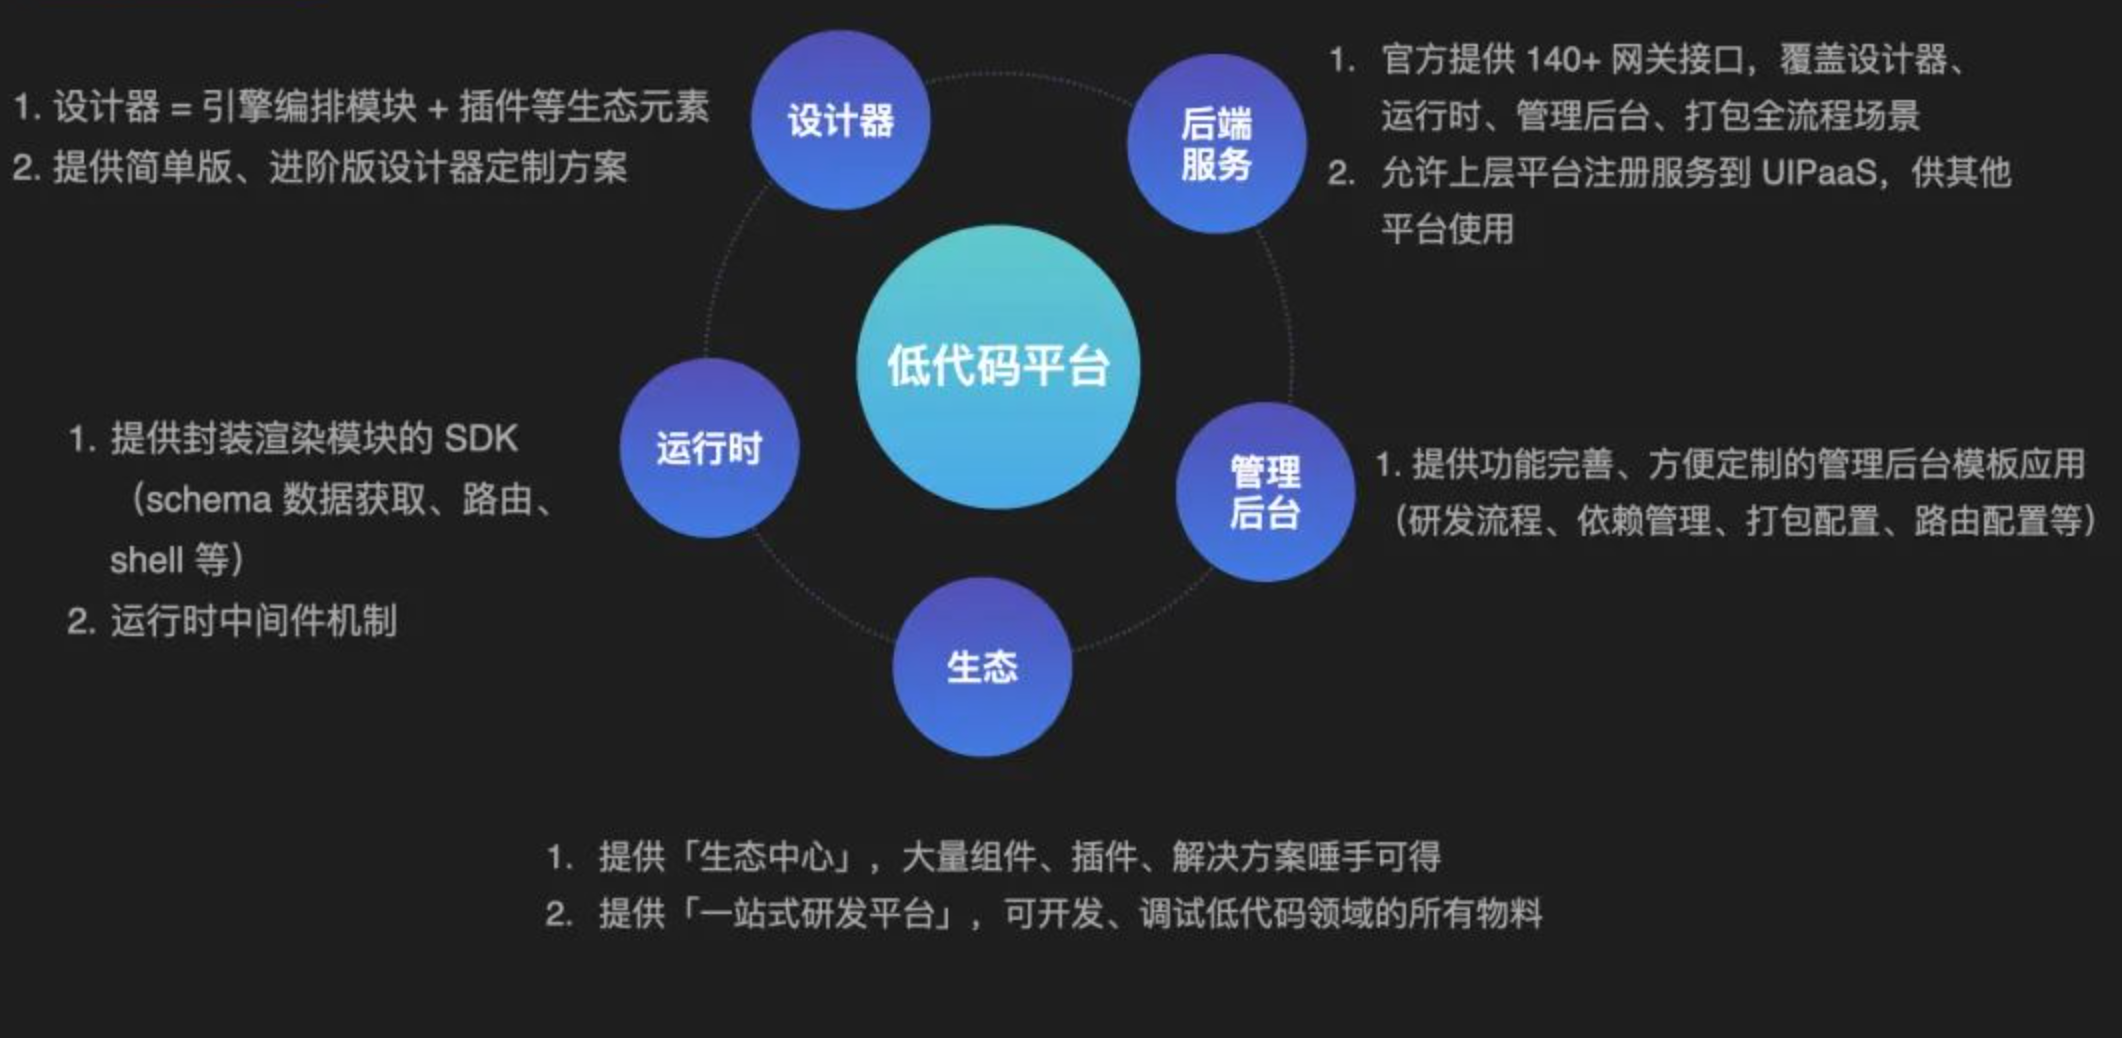 设计器
1. 设计器 = 引擎编排模块 + 插件等生态元素
2. 提供简单版、进阶版设计器定制方案
后端
服务
1. 官方提供 140+ 网关接口，覆盖设计器、
运行时、管理后台、打包全流程场景
2. 允许上层平台注册服务到 UIPaaS，供其他
平台使用
低代码平台
运行时
1. 提供封装渲染模块的 SDK
（schema 数据获取、路由、
shell 等）
2. 运行时中间件机制
管理
后台
1. 提供功能完善、方便定制的管理后台模板应用
（研发流程、依赖管理、打包配置、路由配置等）
生态
1. 提供「生态中心」，大量组件、插件、解决方案唾手可得
2. 提供「一站式研发平台」，可开发、调试低代码领域的所有物料